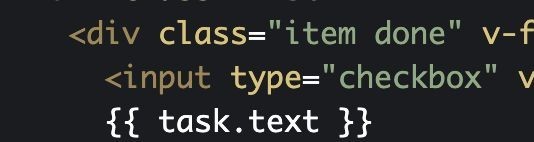 <div class="item done" v-f
<input type="checkbox" v
{{ task.text }}